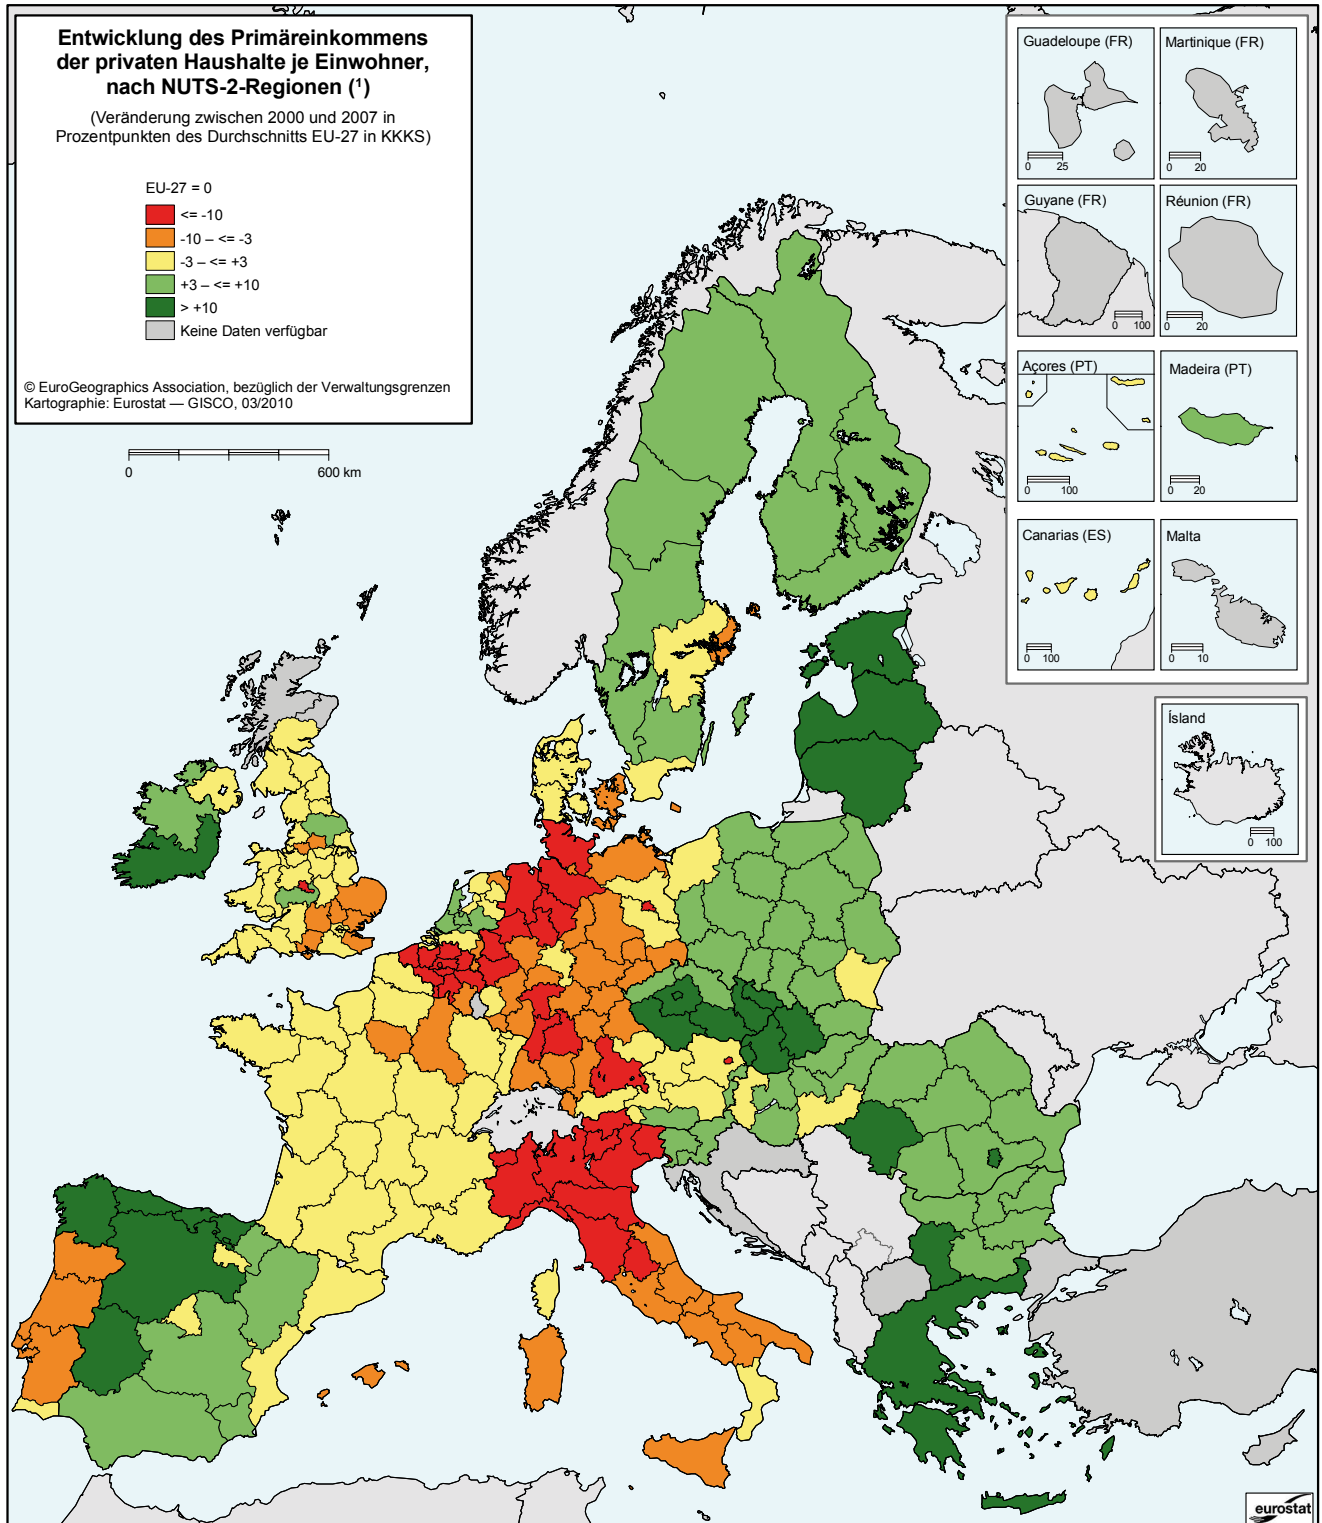 Entwicklung des Primäreinkommens
der privaten Haushalte je Einwohner,
nach NUTS-2-Regionen (¹)
(Veränderung zwischen 2000 und 2007 in
Prozentpunkten des Durchschnitts EU-27 in KKKS)
EU-27 = 0
<= -10
-10 – <= -3
-3 – <= +3
+3 – <= +10
> +10
Keine Daten verfügbar
© EuroGeographics Association, bezüglich der Verwaltungsgrenzen
Kartographie: Eurostat — GISCO, 03/2010
0 600 km
Guadeloupe (FR)
0 25
Martinique (FR)
0 20
Guyane (FR)
0 100
Réunion (FR)
0 20
Açores (PT)
0 100
Madeira (PT)
0 20
Canarias (ES)
0 100
Malta
0 10
Ísland
0 100
eurostat